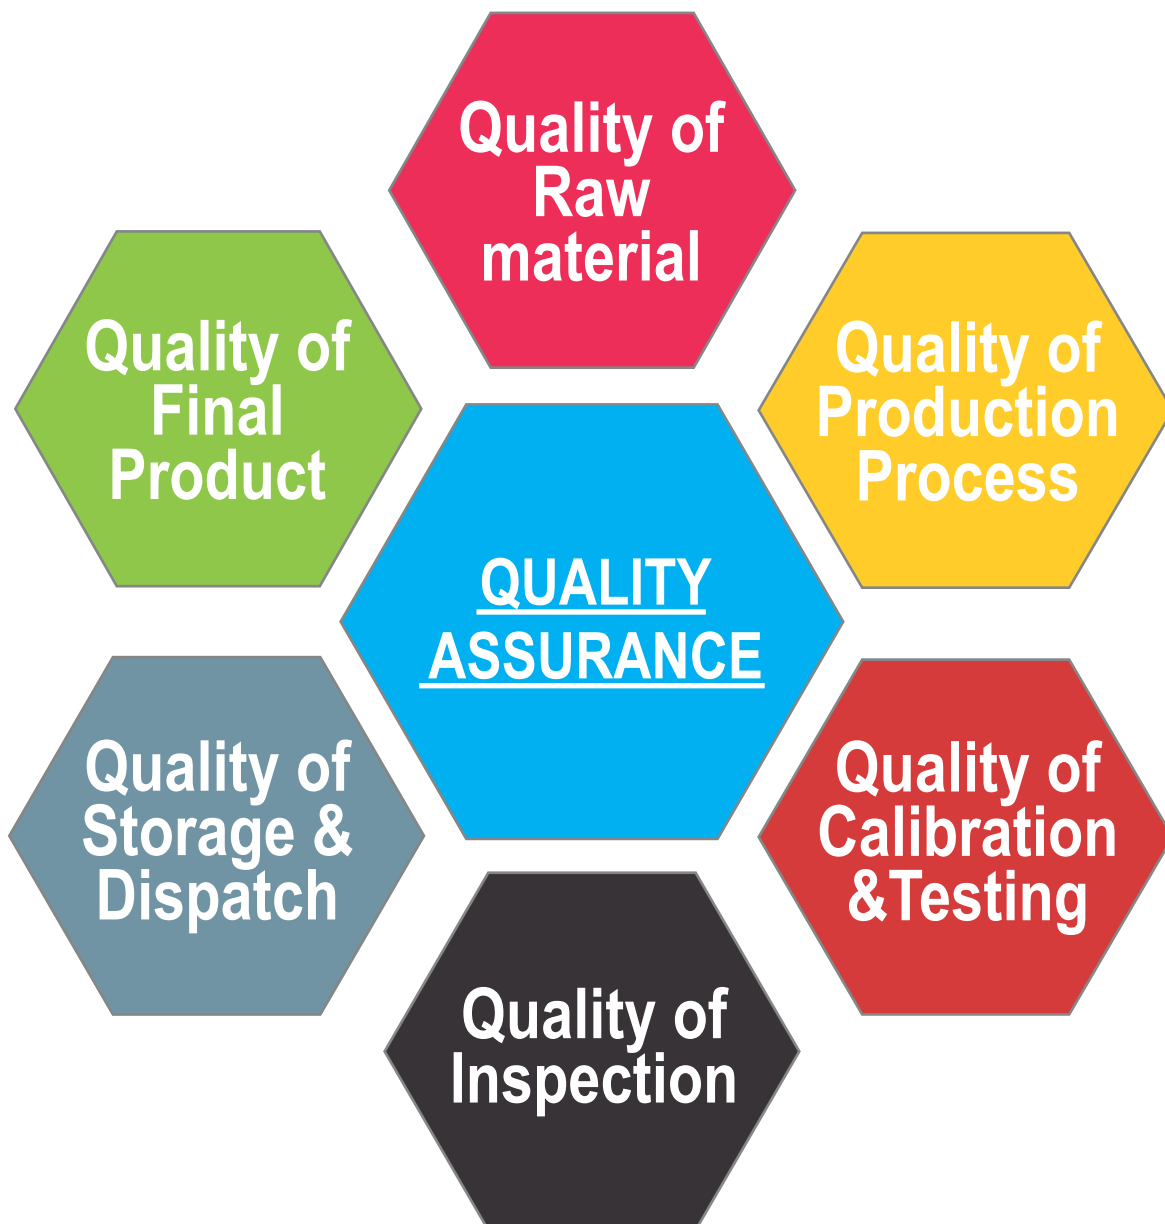 Quality of
Raw
material
Quality of
Final
Product
Quality of
Production
Process
QUALITY
ASSURANCE
Quality of
Storage &
Dispatch
Quality of
Calibration
&Testing
Quality of
Inspection